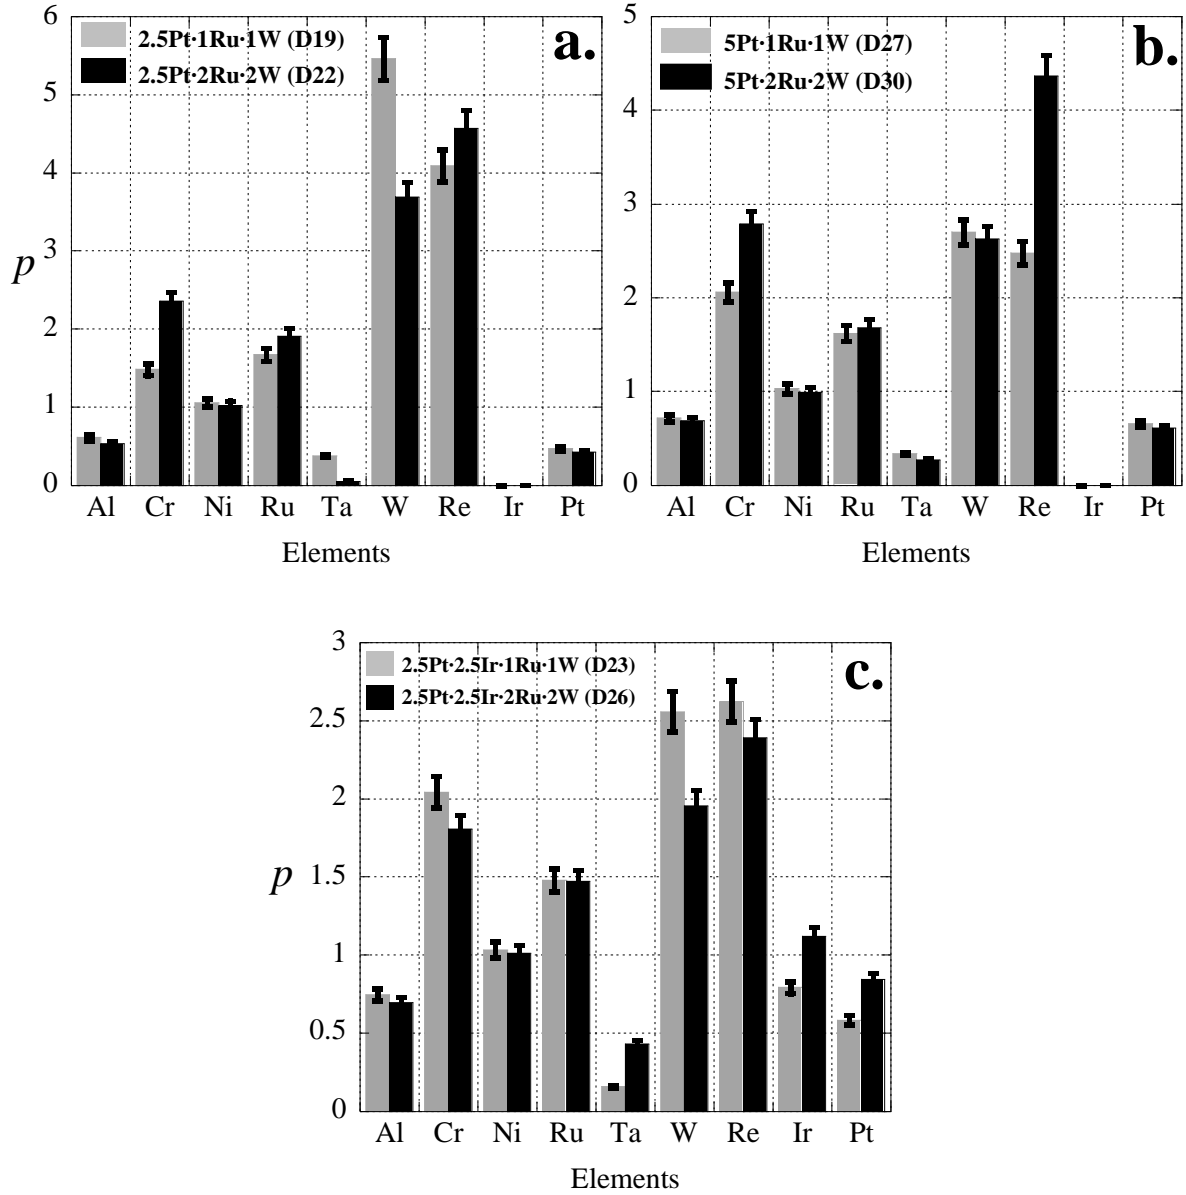 a.
2.5Pt·1Ru·1W (D19)
2.5Pt·2Ru·2W (D22)
6
5
4
3
2
1
0
p
Al Cr Ni Ru Ta W Re Ir Pt
Elements
b.
5Pt·1Ru·1W (D27)
5Pt·2Ru·2W (D30)
5
4
3
2
1
0
Al Cr Ni Ru Ta W Re Ir Pt
Elements
c.
2.5Pt·2.5Ir·1Ru·1W (D23)
2.5Pt·2.5Ir·2Ru·2W (D26)
3
2.5
2
1.5
1
0.5
0
p
Al Cr Ni Ru Ta W Re Ir Pt
Elements